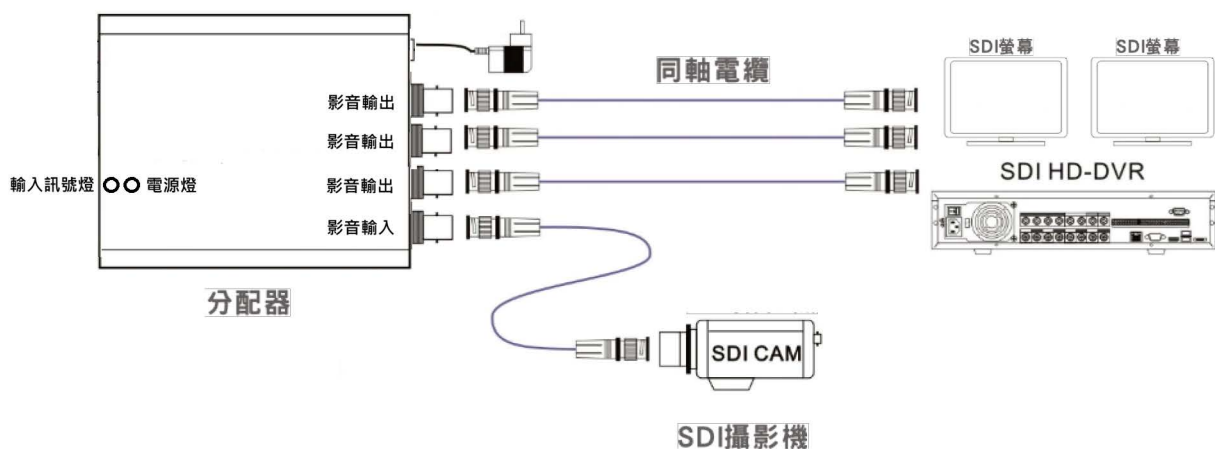 SDI螢幕
SDI螢幕
同軸電纜
影音輸出
影音輸出
SDI HD-DVR
輸入訊號燈
電源燈
影音輸出
影音輸入
分配器
SDI CAM
SDI攝影機